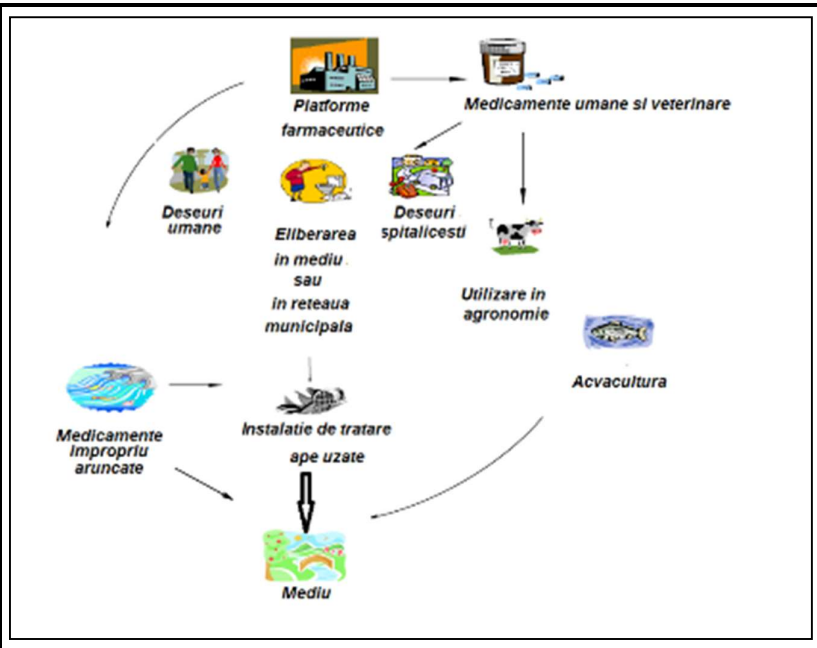 Platforme
farmaceutice
Medicamente umane si veterinare
Deseuri
umane
Eliberarea
in mediu
sau
in reteaua
municipala
Deseuri
spitalicesti
Utilizare in
agronomie
Acvacultura
Medicamente
impropriu
aruncate
Instalatie de tratare
ape uzate
Mediu